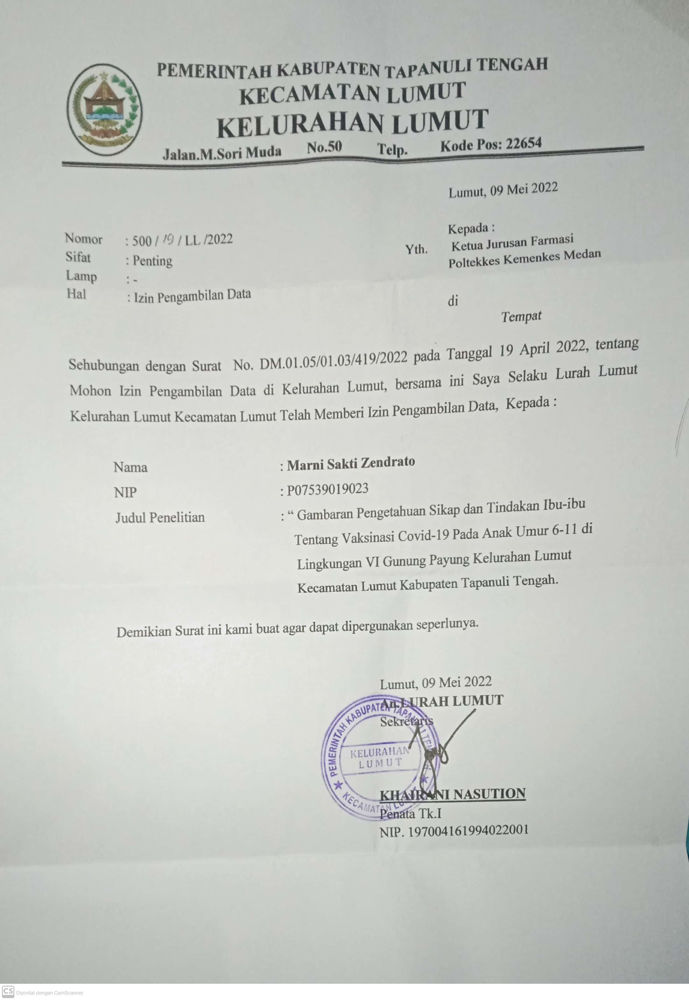 PEMERINTAH KABUPATEN TAPANULI TENGAH
KECAMATAN LUMUT
KELURAHAN LUMUT
Jalan.M.Sori Muda No.50 Telp. Kode Pos: 22654
Lumut, 09 Mei 2022
Nomor : 500 / 19 / LL /2022
Sifat : Penting
Lamp : -
Hal : Izin Pengambilan Data
Kepada :
Yth. Ketua Jurusan Farmasi
Poltekkes Kemenkes Medan
di
Tempat
Sehubungan dengan Surat No. DM.01.05/01.03/419/2022 pada Tanggal 19 April 2022, tentang
Mohon Izin Pengambilan Data di Kelurahan Lumut, bersama ini Saya Selaku Lurah Lumut
Kelurahan Lumut Kecamatan Lumut Telah Memberi Izin Pengambilan Data, Kepada :
Nama : Marni Sakti Zendrato
NIP : P07539019023
Judul Penelitian : “ Gambaran Pengetahuan Sikap dan Tindakan Ibu-ibu
Tentang Vaksinasi Covid-19 Pada Anak Umur 6-11 di
Lingkungan VI Gunung Payung Kelurahan Lumut
Kecamatan Lumut Kabupaten Tapanuli Tengah.
Demikian Surat ini kami buat agar dapat dipergunakan seperlunya.
Lumut, 09 Mei 2022
An.LURAH LUMUT
Sekretaris
PEMERINTAH KABUPATEN TAPANULI TENGAH
KELURAHAN
LUMUT
KECAMATAN LUMUT
KHAIRANI NASUTION
Penata Tk.I
NIP. 197004161994022001
CS Dipindai dengan CamScanner